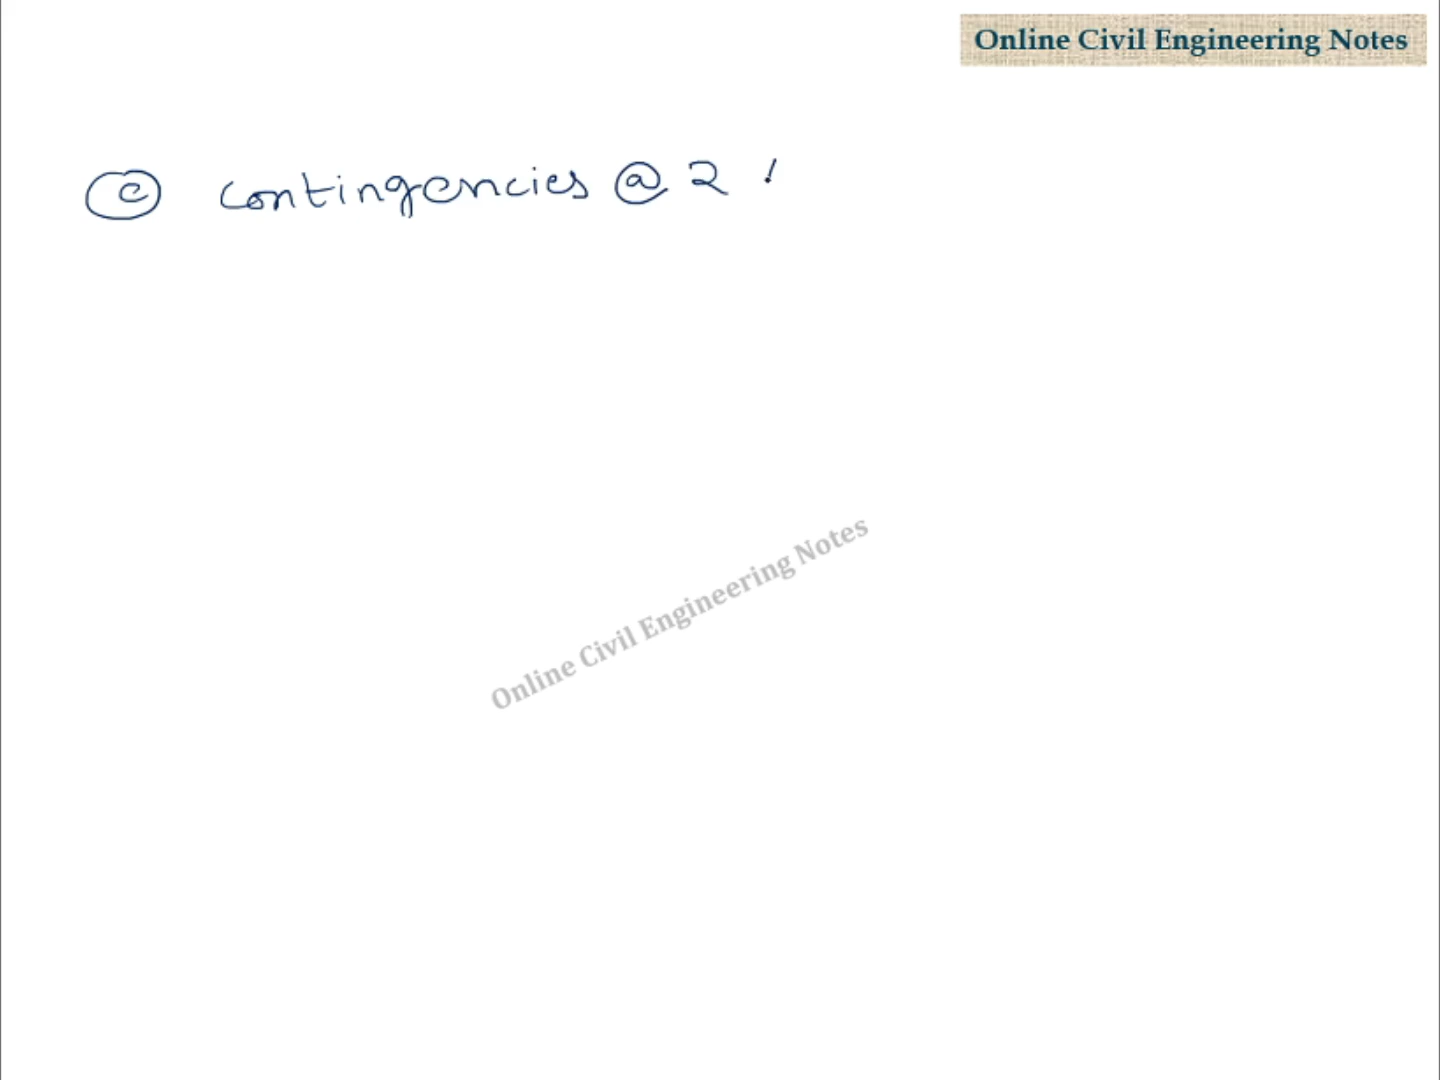 Online Civil Engineering Notes
ⓒ contingencies @ 2 .
Online Civil Engineering Notes